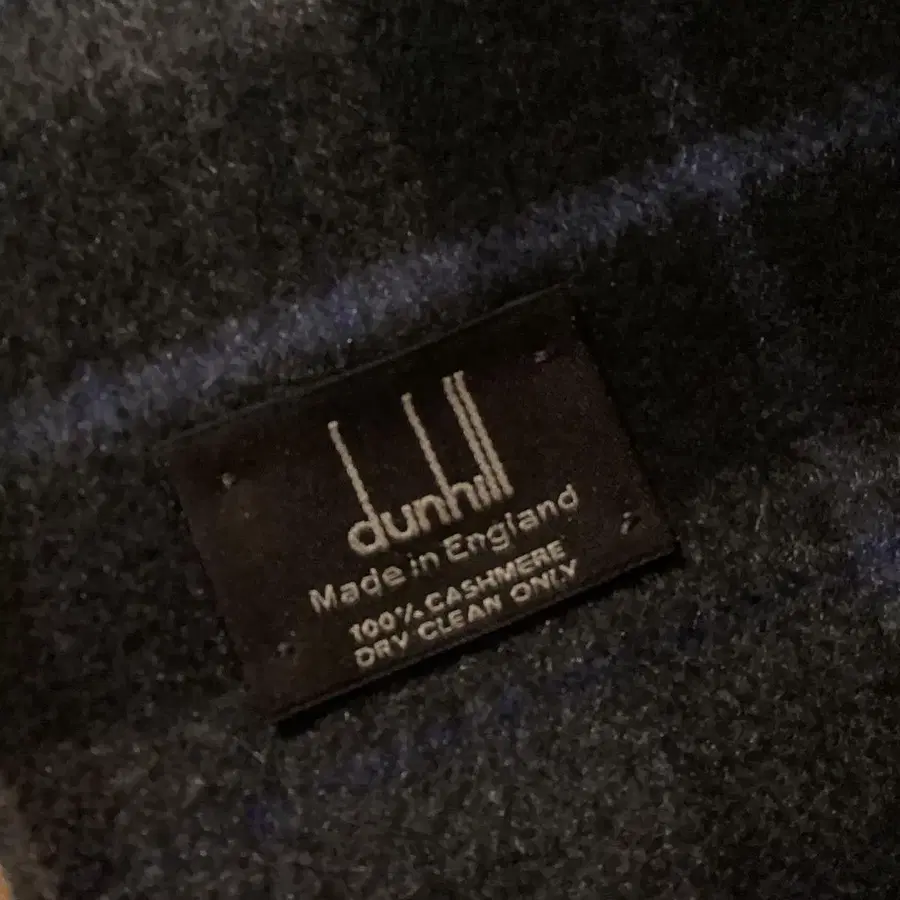 dunhill
Made in England
100% CASHMERE
DRY CLEAN ONLY